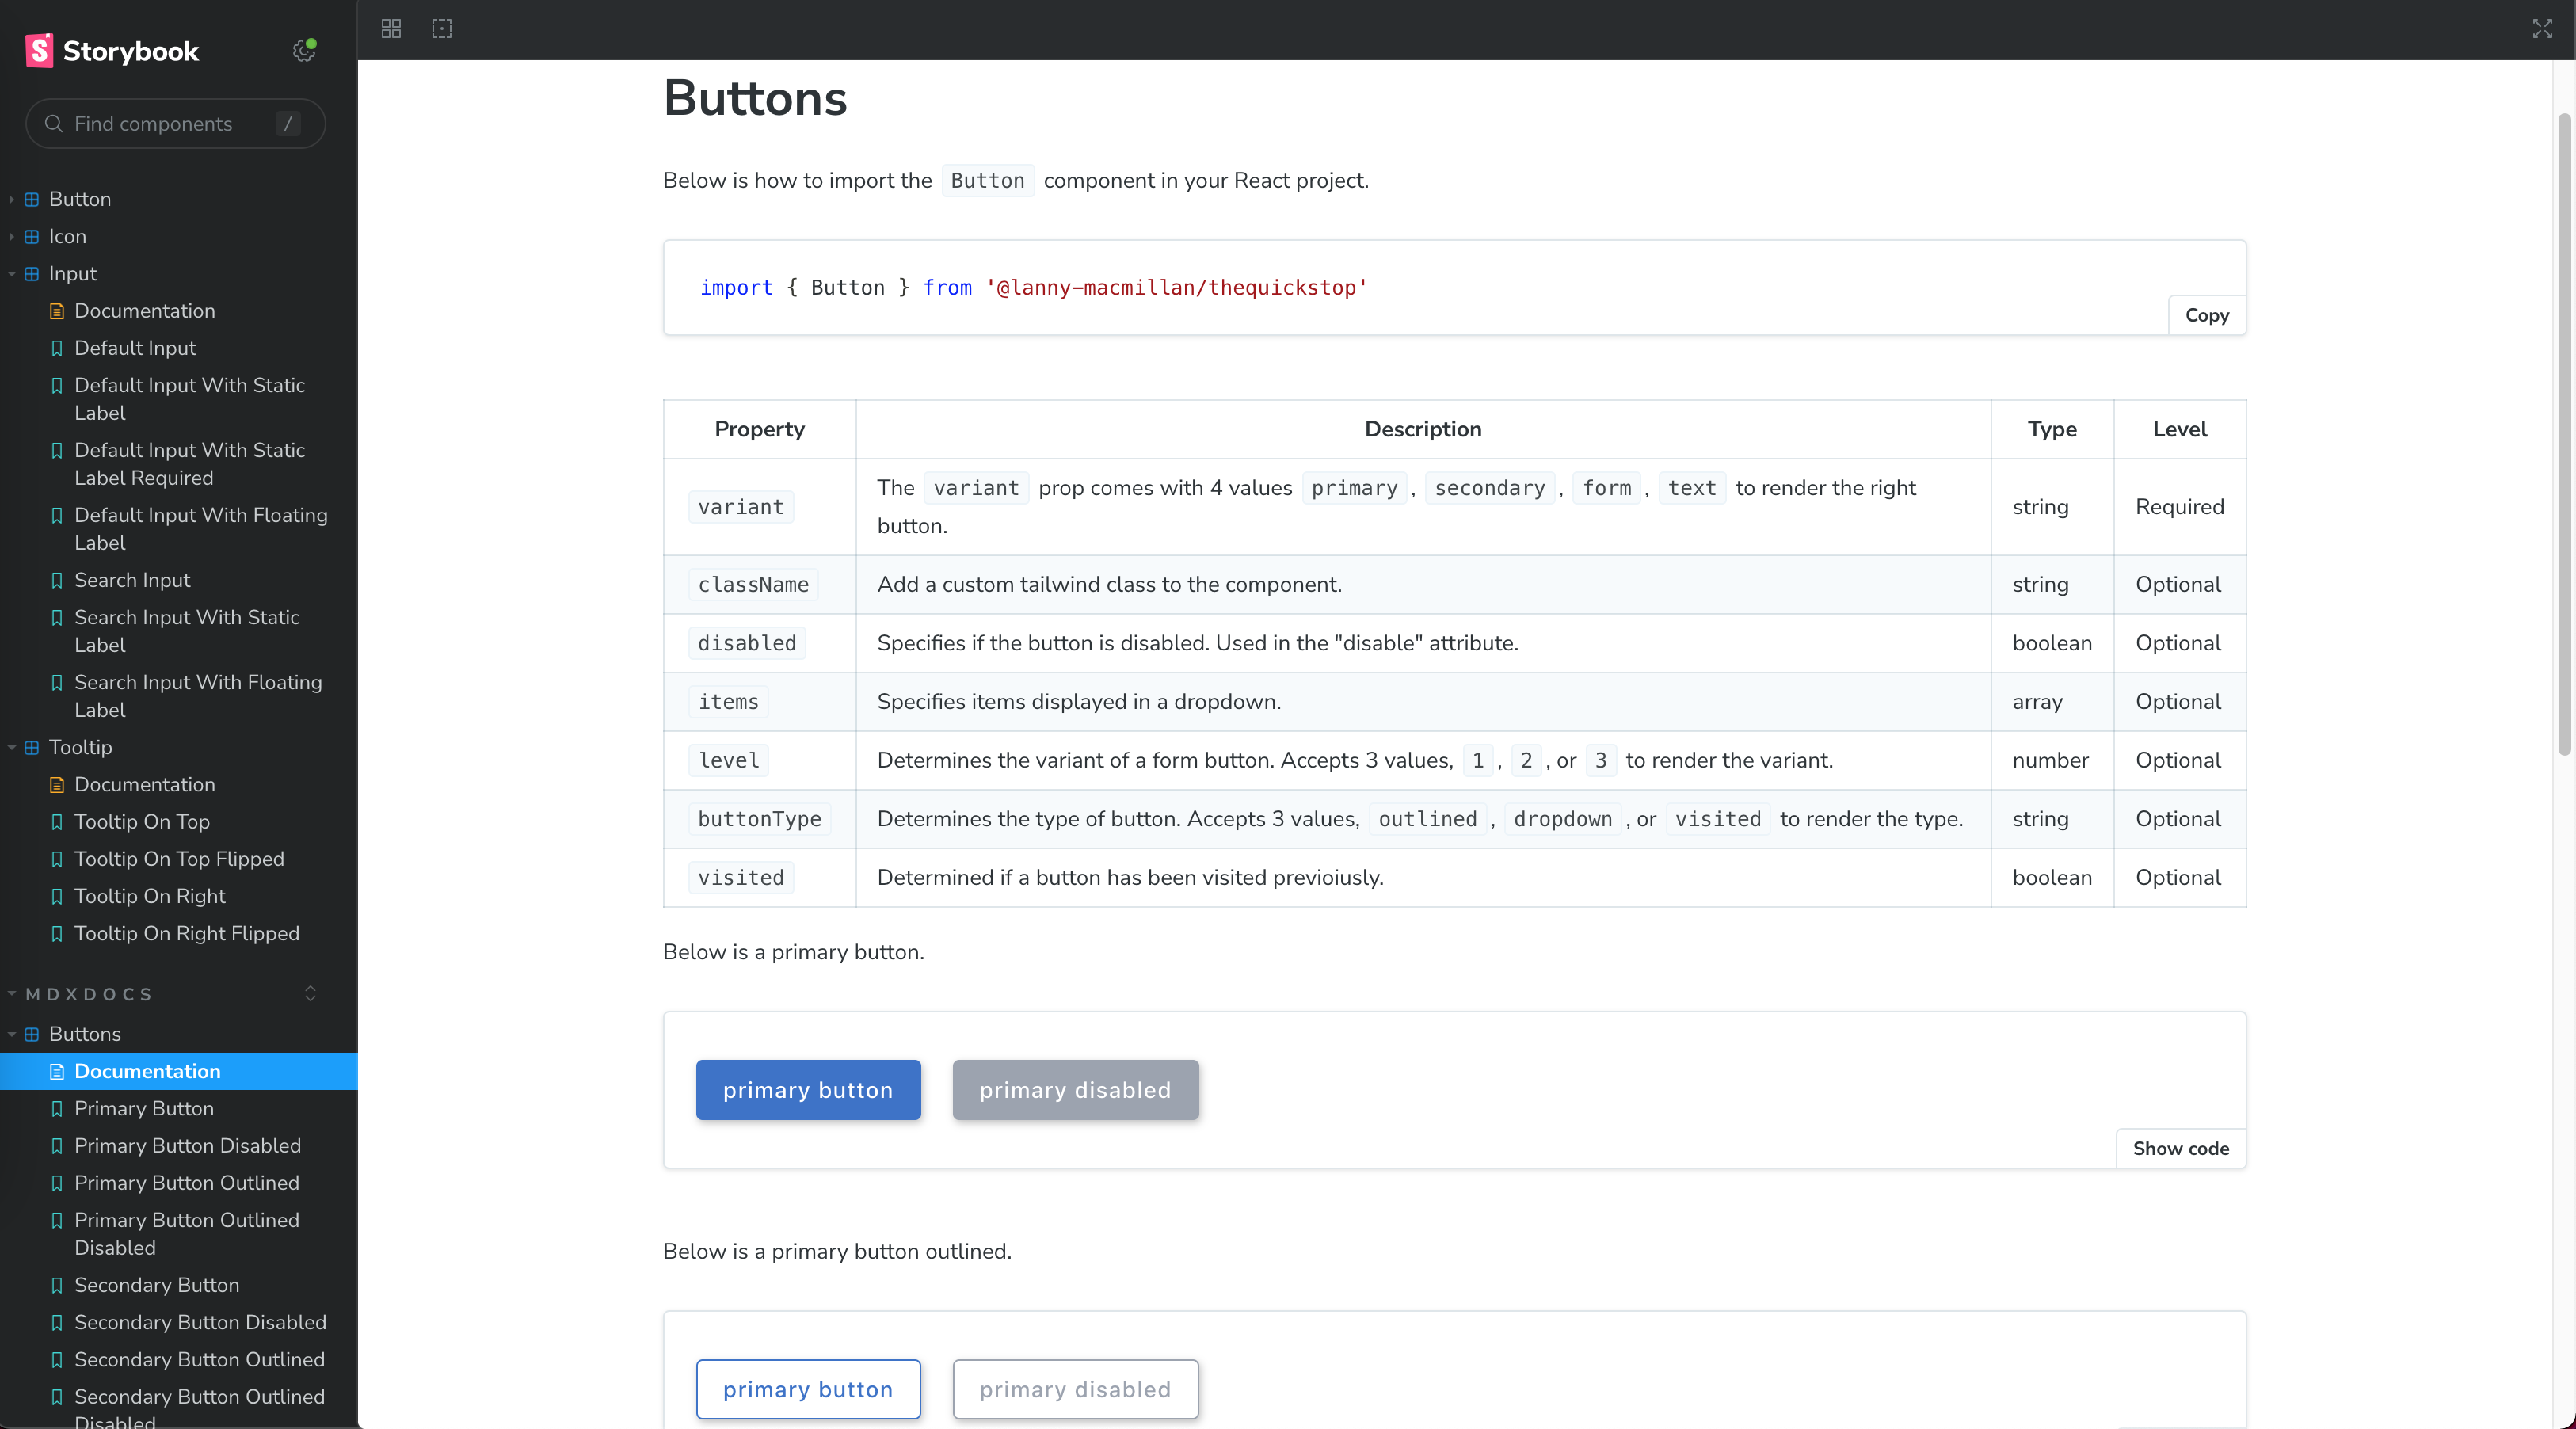 Storybook
Find components /
Button
Icon
Input
Documentation
Default Input
Default Input With Static
Label
Default Input With Static
Label Required
Default Input With Floating
Label
Search Input
Search Input With Static
Label
Search Input With Floating
Label
Tooltip
Documentation
Tooltip On Top
Tooltip On Top Flipped
Tooltip On Right
Tooltip On Right Flipped
MDXDOCS
Buttons
Documentation
Primary Button
Primary Button Disabled
Primary Button Outlined
Primary Button Outlined
Disabled
Secondary Button
Secondary Button Disabled
Secondary Button Outlined
Secondary Button Outlined
Disabled
Buttons
Below is how to import the Button component in your React project.
import { Button } from '@lanny-macmillan/thequickstop'
Copy
Property Description Type Level
variant The variant prop comes with 4 values primary, secondary, form, text to render the right
button. string Required
className Add a custom tailwind class to the component. string Optional
disabled Specifies if the button is disabled. Used in the "disable" attribute. boolean Optional
items Specifies items displayed in a dropdown. array Optional
level Determines the variant of a form button. Accepts 3 values, 1, 2, or 3 to render the variant. number Optional
buttonType Determines the type of button. Accepts 3 values, outlined, dropdown, or visited to render the type. string Optional
visited Determined if a button has been visited previoiusly. boolean Optional
Below is a primary button.
primary button primary disabled
Show code
Below is a primary button outlined.
primary button primary disabled